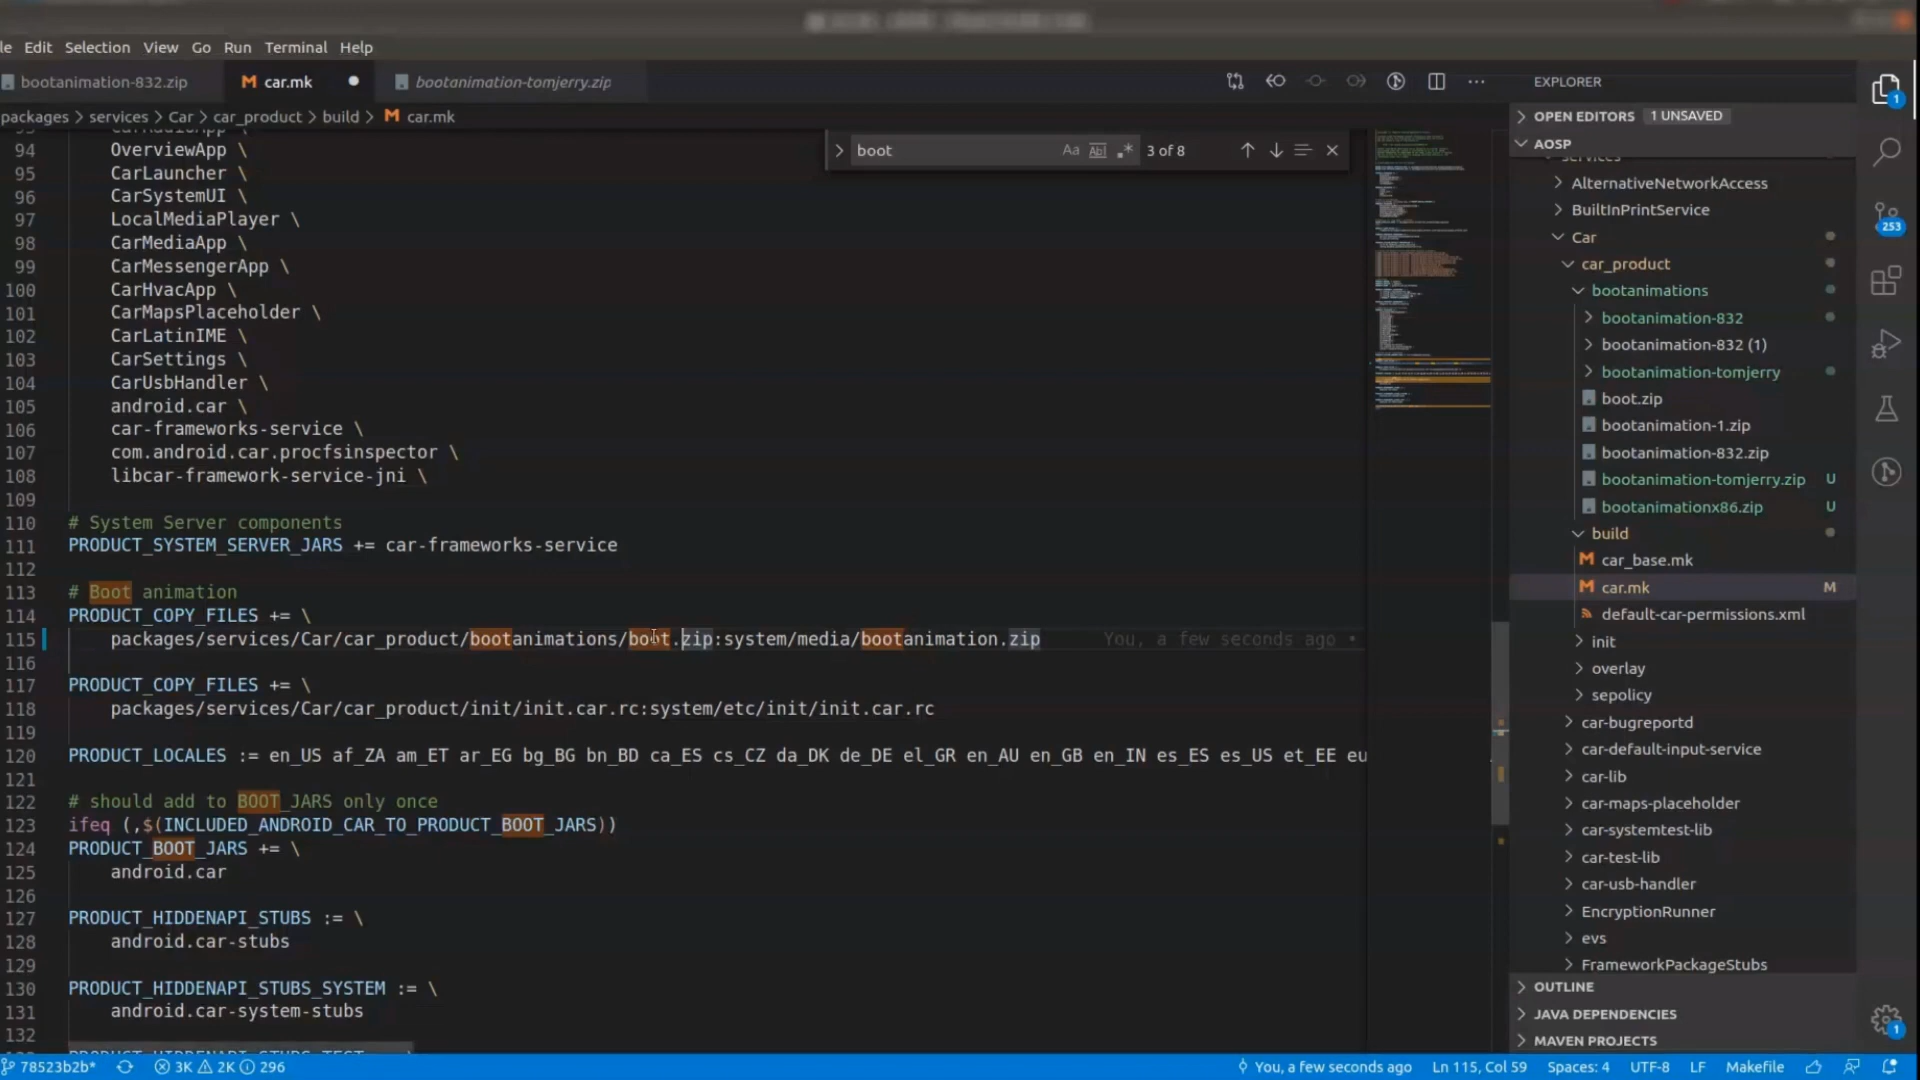 le Edit Selection View Go Run Terminal Help
bootanimation-832.zip car.mk bootanimation-tomjerry.zip
packages > services > Car > car_product > build > car.mk
boot Aa Abl .* 3 of 8
94 OverviewApp \
95 CarLauncher \
96 CarSystemUI \
97 LocalMediaPlayer \
98 CarMediaApp \
99 CarMessengerApp \
100 CarHvacApp \
101 CarMapsPlaceholder \
102 CarLatinIME \
103 CarSettings \
104 CarUsbHandler \
105 android.car \
106 car-frameworks-service \
107 com.android.car.procfsinspector \
108 libcar-framework-service-jni \
109
110 # System Server components
111 PRODUCT_SYSTEM_SERVER_JARS += car-frameworks-service
112
113 # Boot animation
114 PRODUCT_COPY_FILES += \
115 packages/services/Car/car_product/bootanimations/boot.zip:system/media/bootanimation.zip You, a few seconds ago •
116
117 PRODUCT_COPY_FILES += \
118 packages/services/Car/car_product/init/init.car.rc:system/etc/init/init.car.rc
119
120 PRODUCT_LOCALES := en_US af_ZA am_ET ar_EG bg_BG bn_BD ca_ES cs_CZ da_DK de_DE el_GR en_AU en_GB en_IN es_ES es_US et_EE eu
121
122 # should add to BOOT_JARS only once
123 ifeq (,$(INCLUDED_ANDROID_CAR_TO_PRODUCT_BOOT_JARS))
124 PRODUCT_BOOT_JARS += \
125 android.car
126
127 PRODUCT_HIDDENAPI_STUBS := \
128 android.car-stubs
129
130 PRODUCT_HIDDENAPI_STUBS_SYSTEM := \
131 android.car-system-stubs
132
EXPLORER
OPEN EDITORS 1 UNSAVED
AOSP
services
AlternativeNetworkAccess
BuiltInPrintService
Car
car_product
bootanimations
bootanimation-832
bootanimation-832 (1)
bootanimation-tomjerry
boot.zip
bootanimation-1.zip
bootanimation-832.zip
bootanimation-tomjerry.zip U
bootanimationx86.zip U
build
car_base.mk
car.mk M
default-car-permissions.xml
init
overlay
sepolicy
car-bugreportd
car-default-input-service
car-lib
car-maps-placeholder
car-systemtest-lib
car-test-lib
car-usb-handler
EncryptionRunner
evs
FrameworkPackageStubs
OUTLINE
JAVA DEPENDENCIES
MAVEN PROJECTS
1
253
1
78523b2b* 3K 2K 296 You, a few seconds ago Ln 115, Col 59 Spaces: 4 UTF-8 LF Makefile